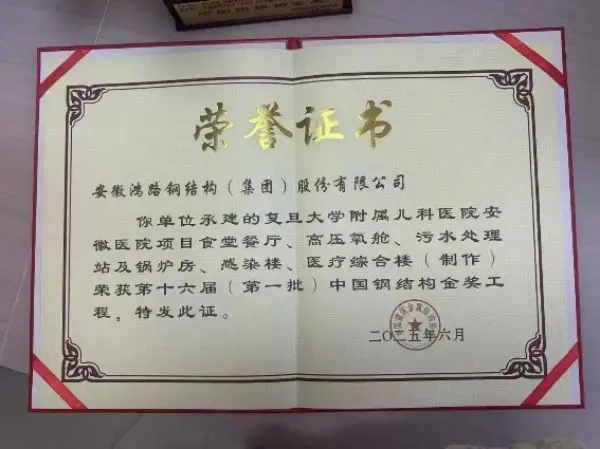 荣誉证书
安徽鸿路钢结构（集团）股份有限公司
你单位承建的复旦大学附属儿科医院安
徽医院项目食堂餐厅、高压氧舱、污水处理
站及锅炉房、感染楼、医疗综合楼（制作）
荣获第十六届（第一批）中国钢结构金奖工
程，特发此证。
二〇二五年六月